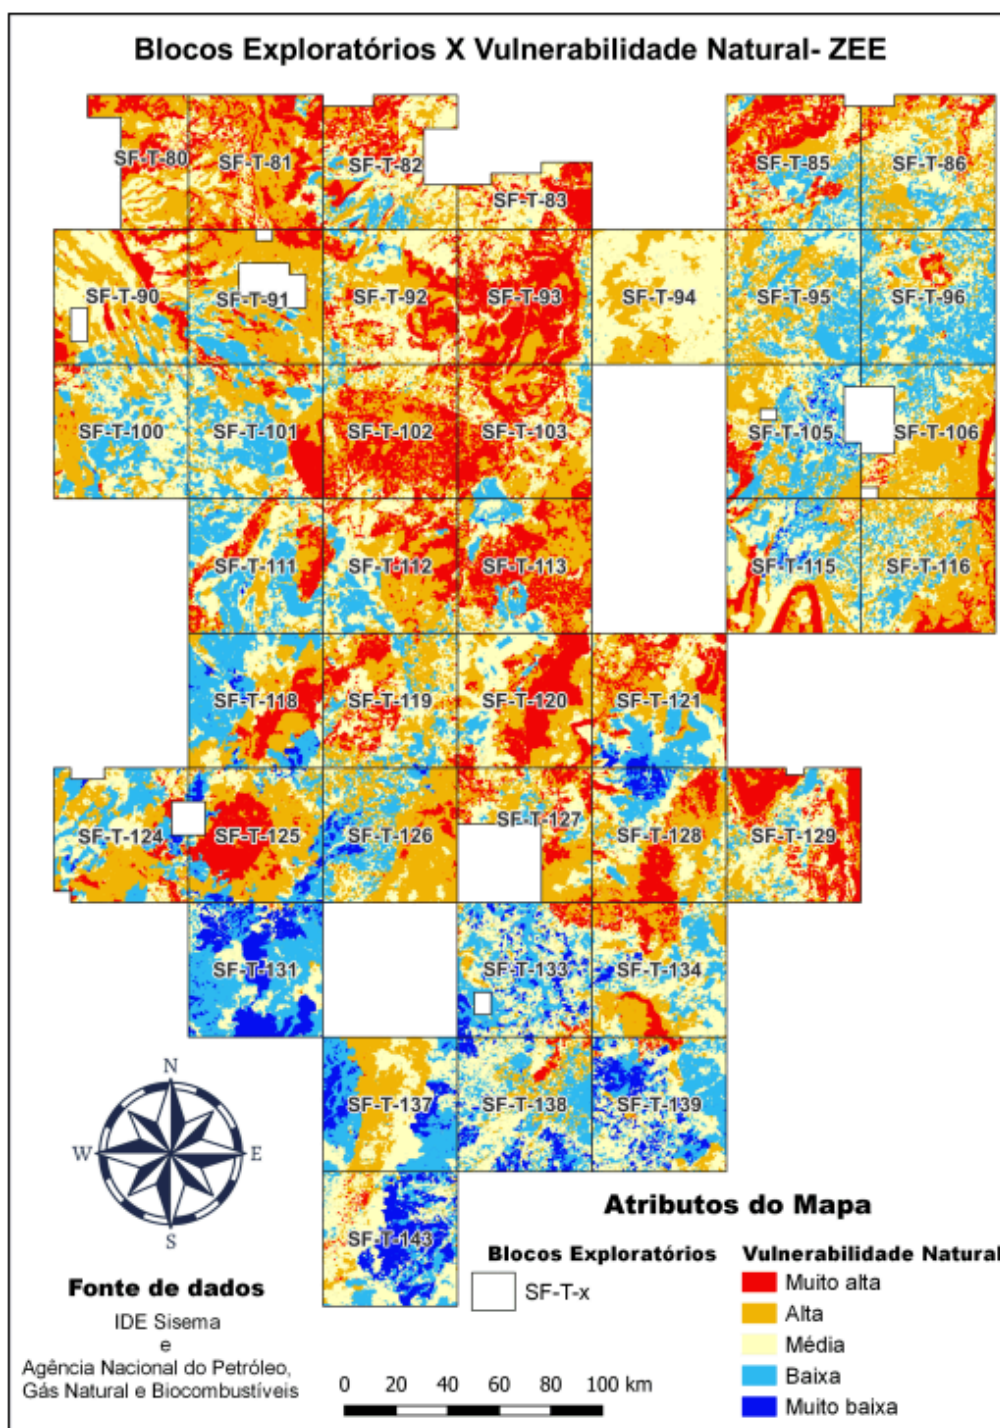 Blocos Exploratórios X Vulnerabilidade Natural- ZEE
SF-T-80
SF-T-81
SF-T-82
SF-T-83
SF-T-85
SF-T-86
SF-T-90
SF-T-91
SF-T-92
SF-T-93
SF-T-94
SF-T-95
SF-T-96
SF-T-100
SF-T-101
SF-T-102
SF-T-103
SF-T-105
SF-T-106
SF-T-111
SF-T-112
SF-T-113
SF-T-115
SF-T-116
SF-T-118
SF-T-119
SF-T-120
SF-T-121
SF-T-124
SF-T-125
SF-T-126
SF-T-127
SF-T-128
SF-T-129
SF-T-131
SF-T-133
SF-T-134
SF-T-137
SF-T-138
SF-T-139
SF-T-143
N
W
E
S
Fonte de dados
IDE Sisema
e
Agência Nacional do Petróleo,
Gás Natural e Biocombustíveis
0 20 40 60 80 100 km
Atributos do Mapa
Blocos Exploratórios
SF-T-x
Vulnerabilidade Natural
Muito alta
Alta
Média
Baixa
Muito baixa